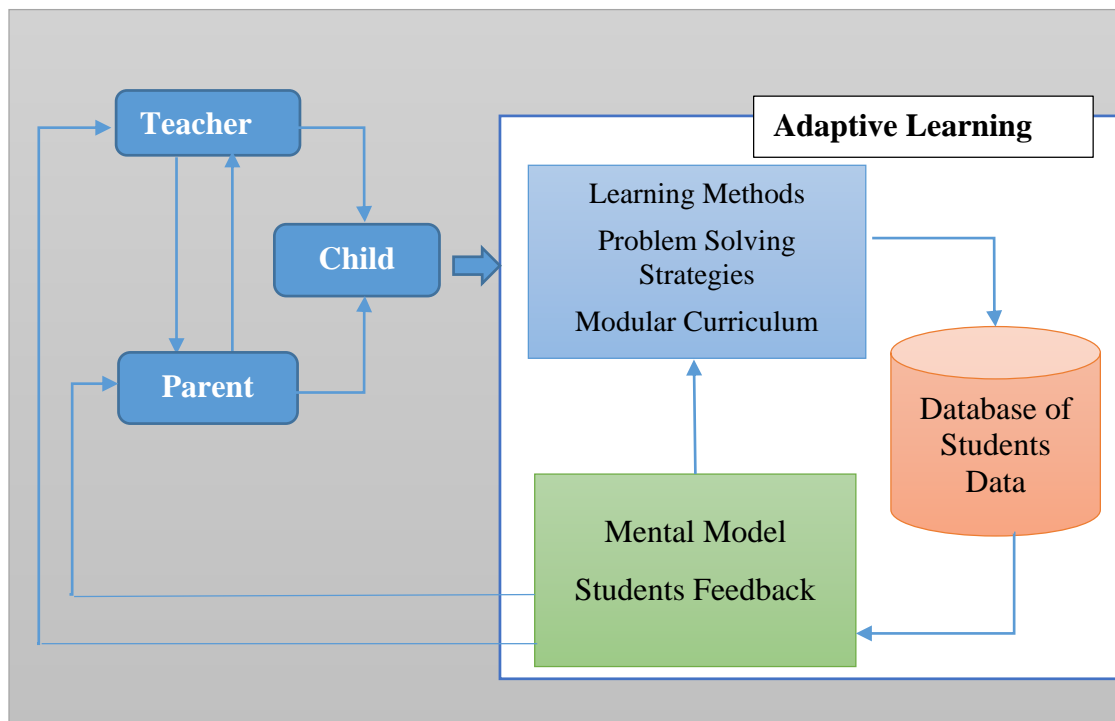 Teacher
Child
Parent
Adaptive Learning
Learning Methods
Problem Solving
Strategies
Modular Curriculum
Database of
Students
Data
Mental Model
Students Feedback